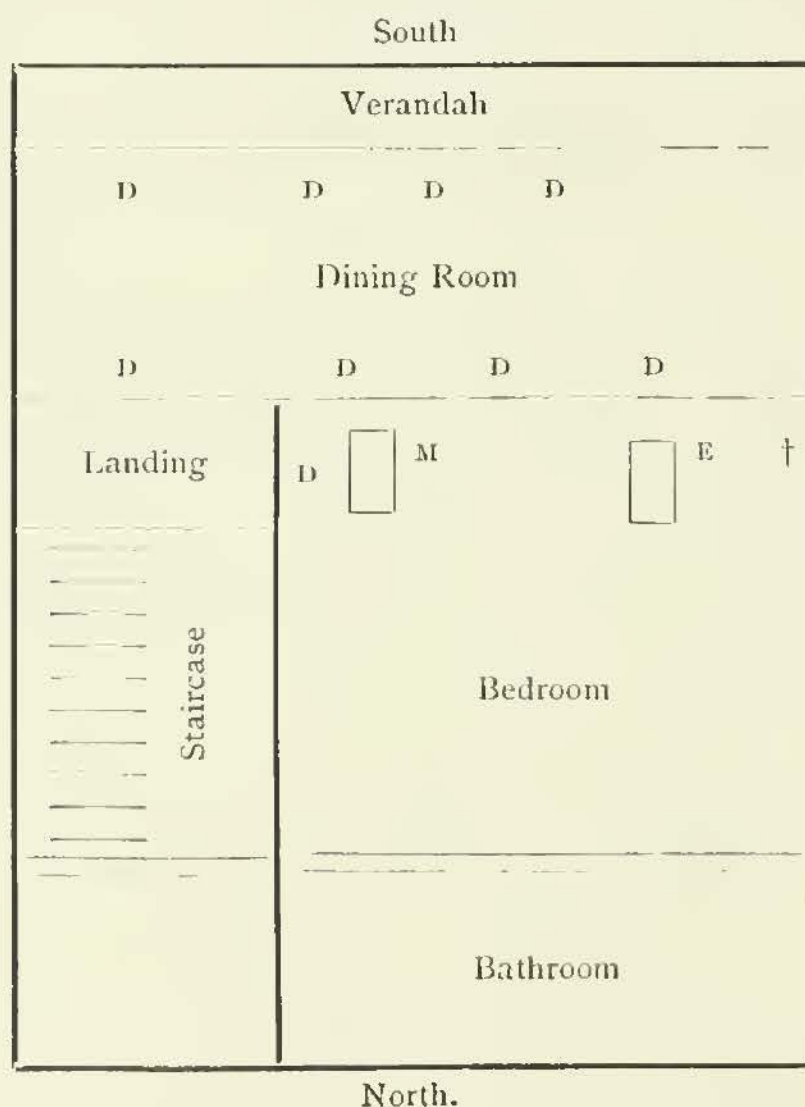 South
Verandah
D D D D
Dining Room
D D D D
Landing D M E †
Staircase
Bedroom
Bathroom
North.